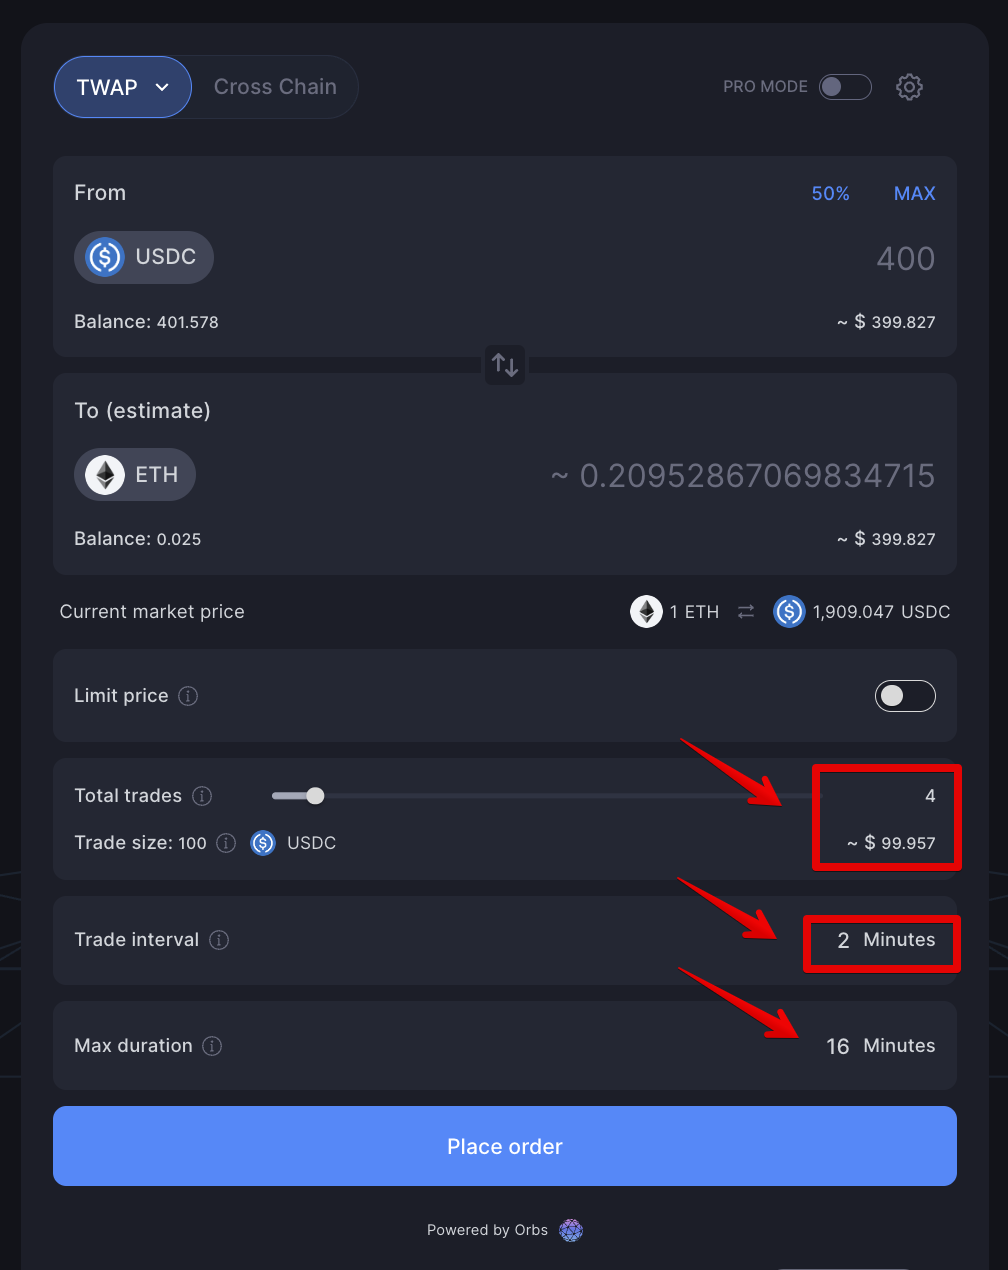 TWAP Cross Chain PRO MODE
From 50% MAX
USDC 400
Balance: 401.578 ~ $ 399.827
To (estimate)
ETH ~ 0.20952867069834715
Balance: 0.025 ~ $ 399.827
Current market price 1 ETH 1,909.047 USDC
Limit price
Total trades 4
Trade size: 100 USDC ~ $ 99.957
Trade interval 2 Minutes
Max duration 16 Minutes
Place order
Powered by Orbs